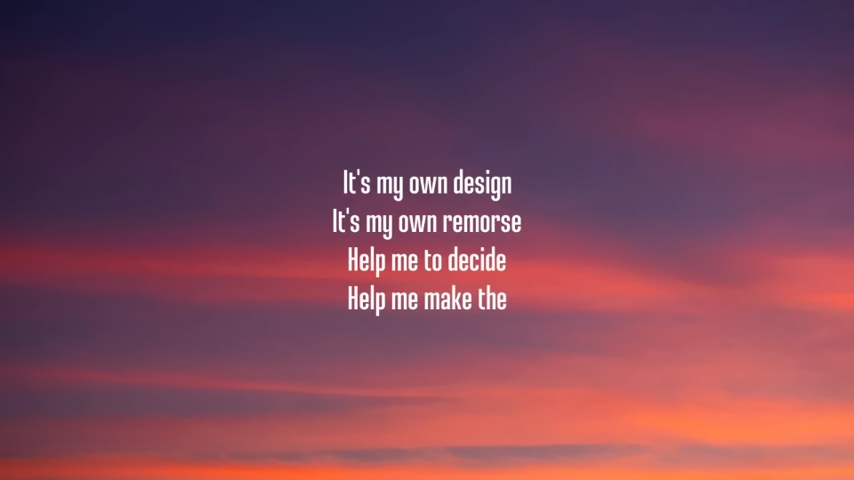 It's my own design
It's my own remorse
Help me to decide
Help me make the